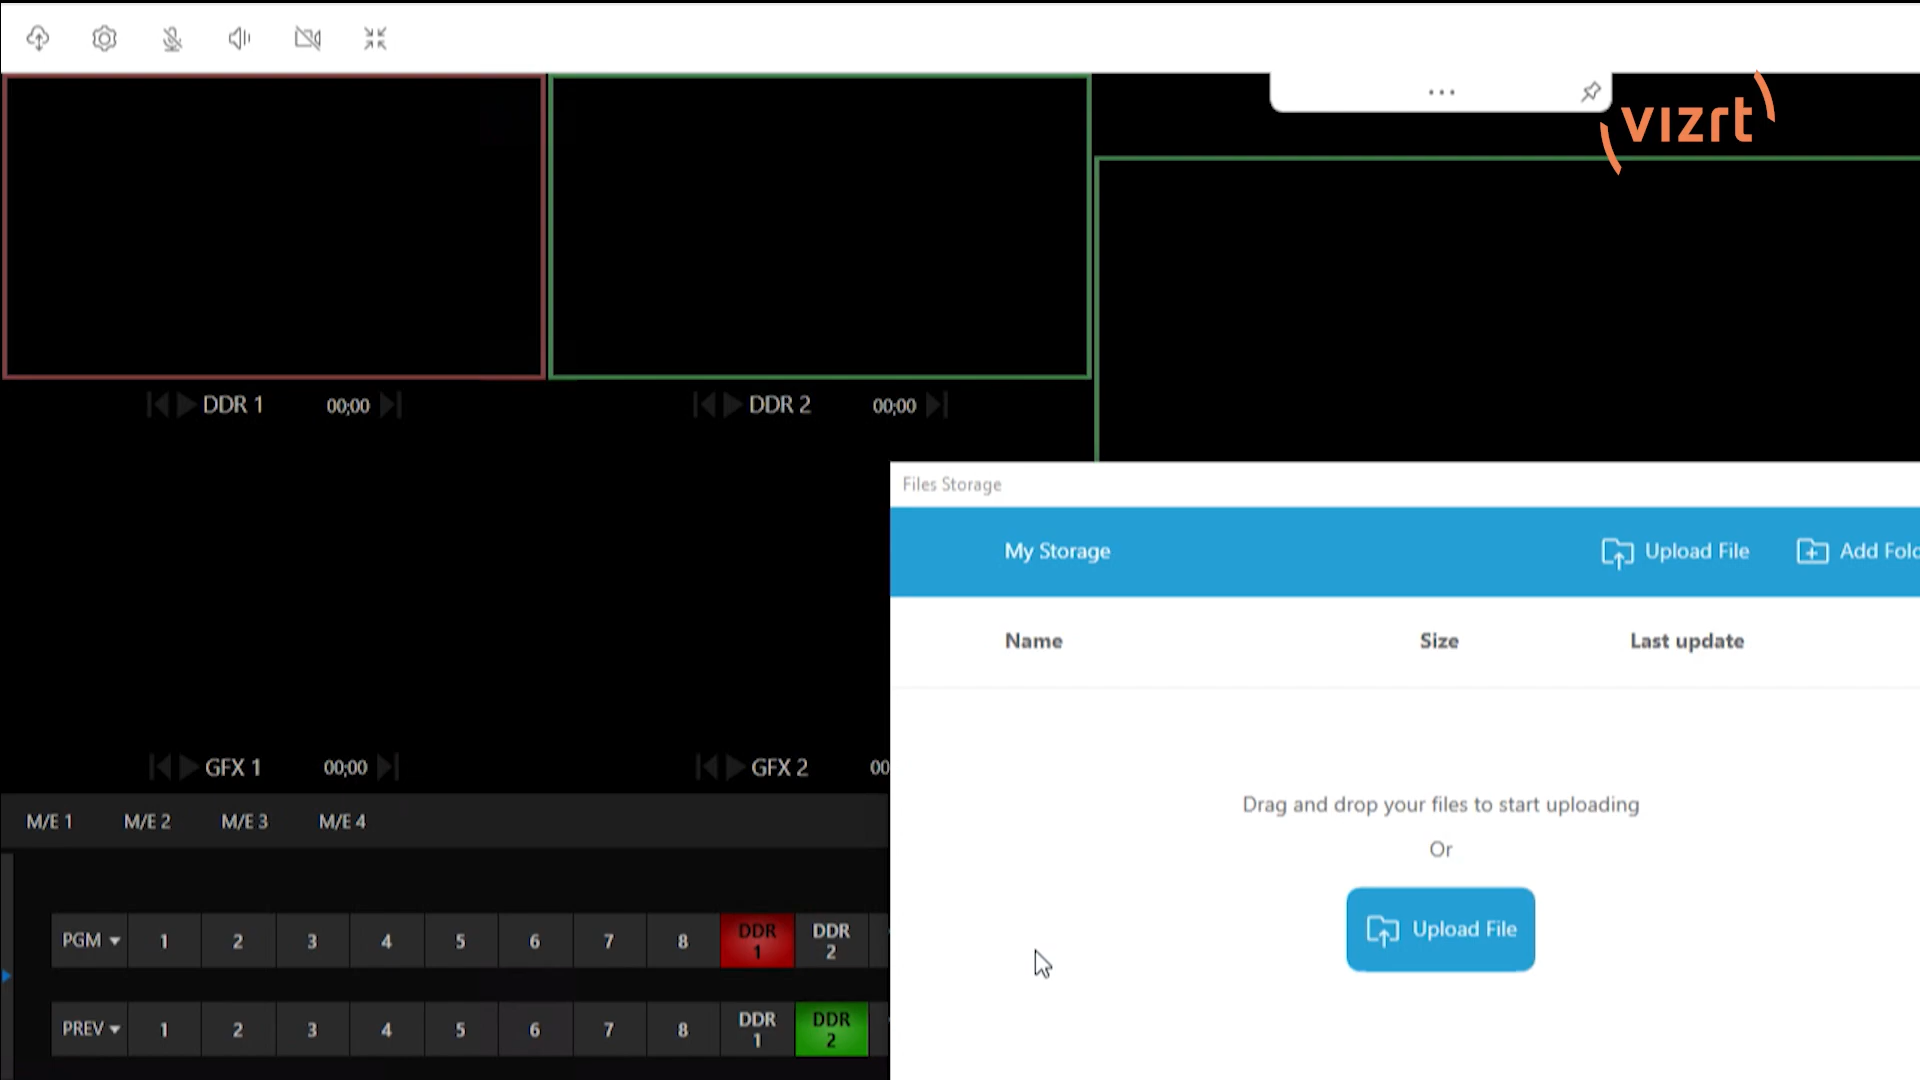 vizrt
DDR 1 00;00
DDR 2 00;00
Files Storage
My Storage
Upload File
Add Fold
Name
Size
Last update
Drag and drop your files to start uploading
Or
Upload File
GFX 1 00;00
GFX 2 00
M/E 1 M/E 2 M/E 3 M/E 4
PGM 1 2 3 4 5 6 7 8 DDR 1 DDR 2
PREV 1 2 3 4 5 6 7 8 DDR 1 DDR 2